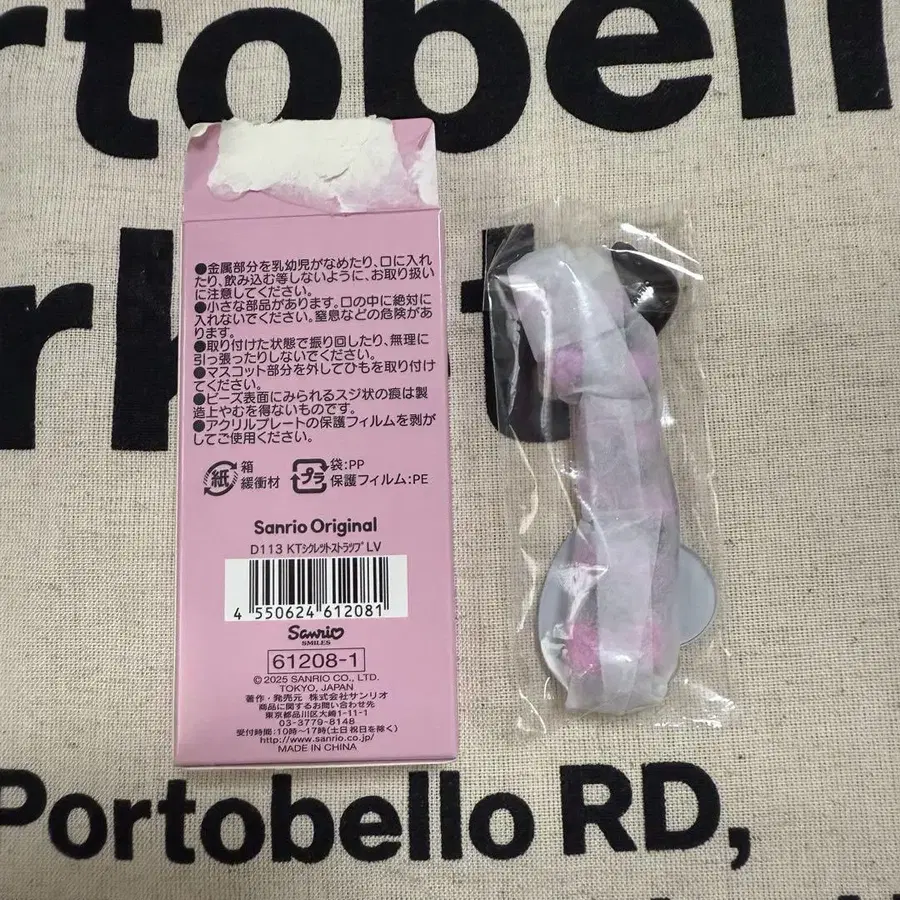 rtobell
●金属部分を乳幼児がなめたり、口に入れ
たり、飲み込む等しないように、お取り扱い
に注意してください。
●小さな部品があります。口の中に絶対に
入れないでください。窒息などの危険があ
ります。
●取り付けた状態で振り回したり、無理に
引っ張ったりしないでください。
●マスコット部分を外してひもを取り付け
てください。
●ビーズ表面にみられるスジ状の痕は製
造上やむを得ないものです。
●アクリルプレートの保護フィルムを剥が
してご使用ください。
紙 箱
緩衝材
プラ 袋:PP
保護フィルム:PE
Sanrio Original
D113 KTシクレットストラップ LV
4 550624 612081
Sanrio
SMILES
61208-1
© 2025 SANRIO CO., LTD.
TOKYO, JAPAN
著作・発売元 株式会社サンリオ
商品に関するお問い合わせ先
東京都品川区大崎1-11-1
03-3779-8148
受付時間:10時~17時(土日祝日を除く)
http://www.sanrio.co.jp/
MADE IN CHINA
Portobello RD,